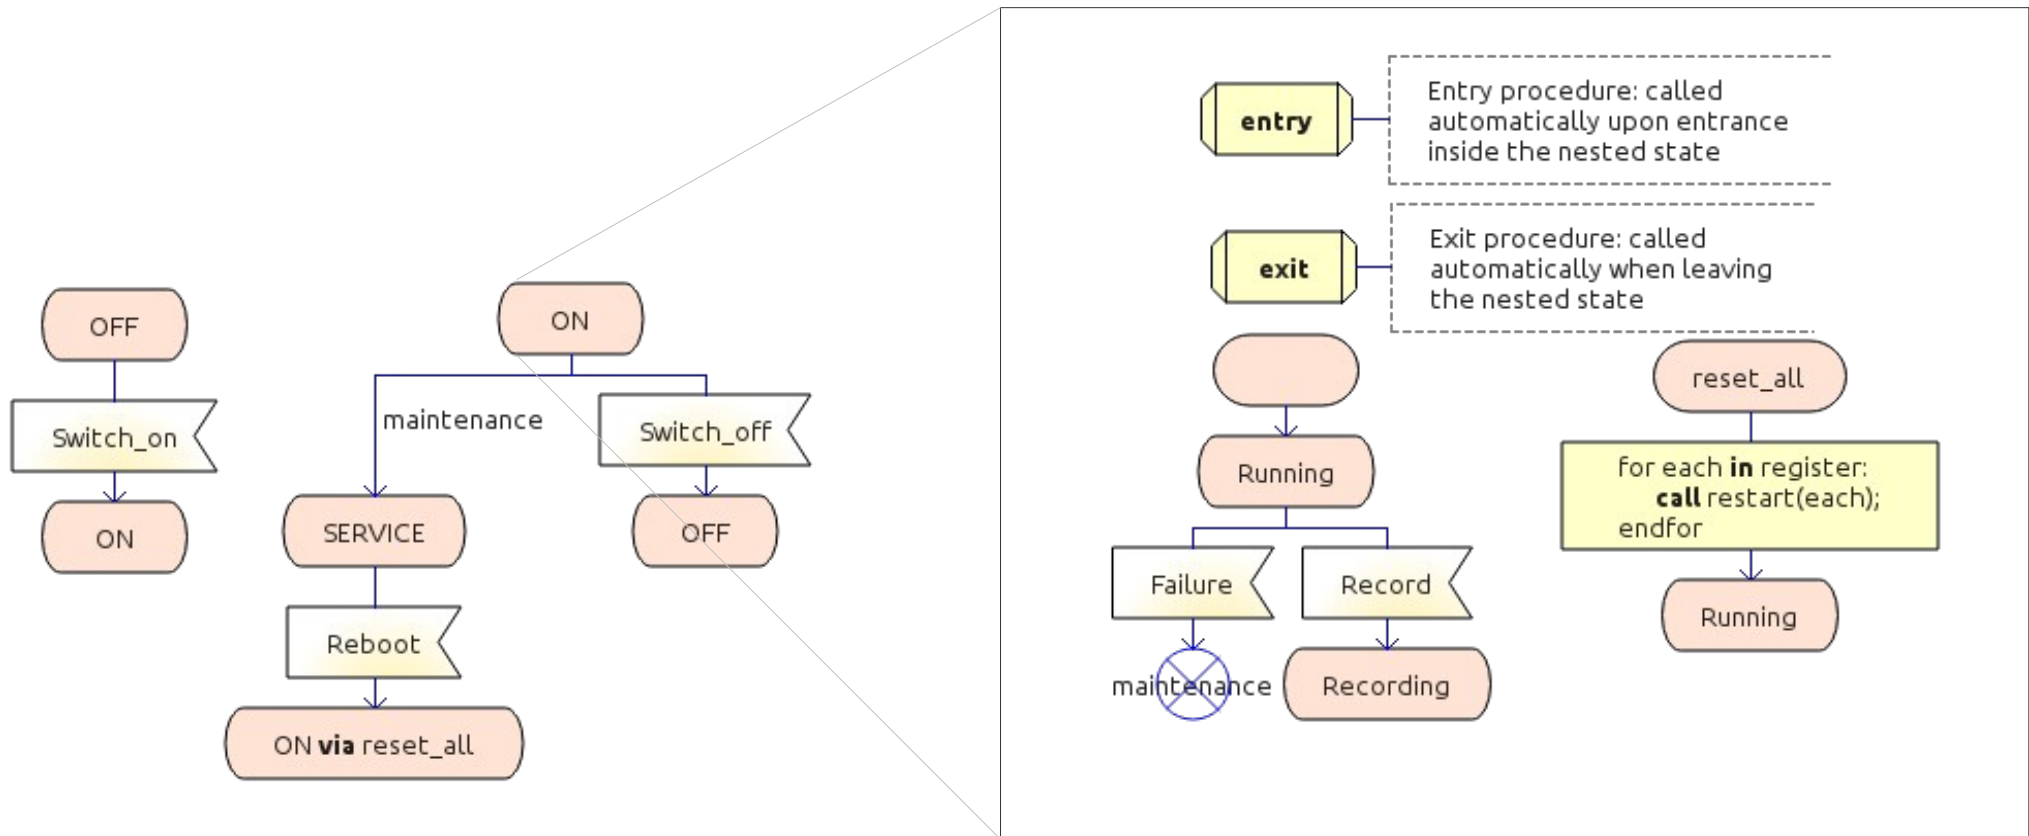 OFF
Switch_on
ON
ON
maintenance
Switch_off
SERVICE
OFF
Reboot
ON via reset_all
entry
Entry procedure: called
automatically upon entrance
inside the nested state
exit
Exit procedure: called
automatically when leaving
the nested state
Running
Failure
Record
maintenance
Recording
reset_all
for each in register:
call restart(each);
endfor
Running